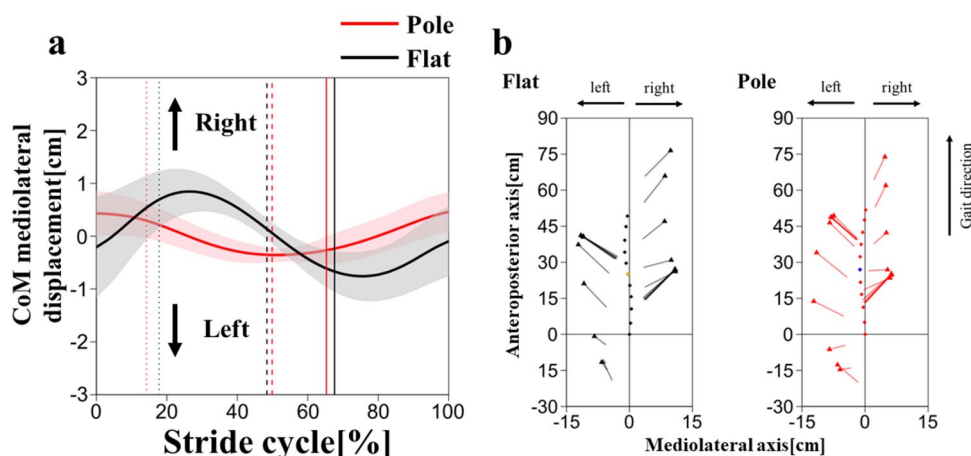 a
Pole
Flat
3
2
1
0
-1
-2
-3
Right
Left
CoM mediolateral
displacement[cm]
0
20
40
60
80
100
Stride cycle[%]
b
Flat
left
right
90
75
60
45
30
15
0
-15
-30
-15
0
15
Anteroposterior axis[cm]
Pole
left
right
90
75
60
45
30
15
0
-15
-30
-15
0
15
Gait direction
Mediolateral axis[cm]